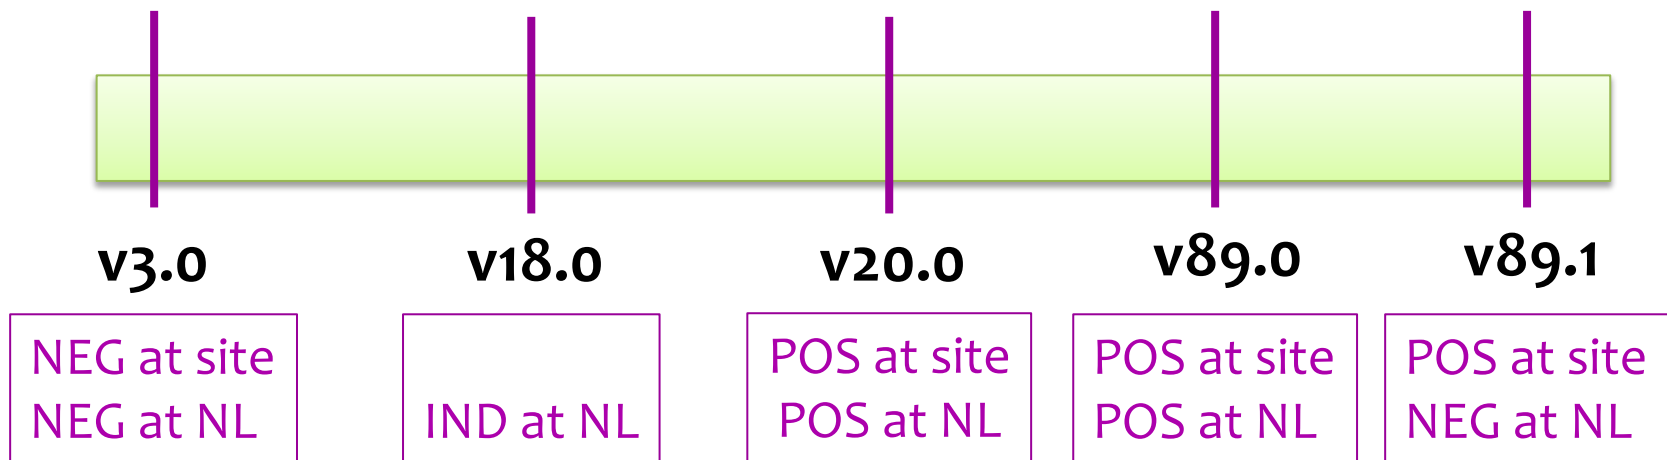 v3.0 v18.0 v20.0 v89.0 v89.1
NEG at site POS at site POS at site POS at site
NEG at NL IND at NL POS at NL POS at NL NEG at NL